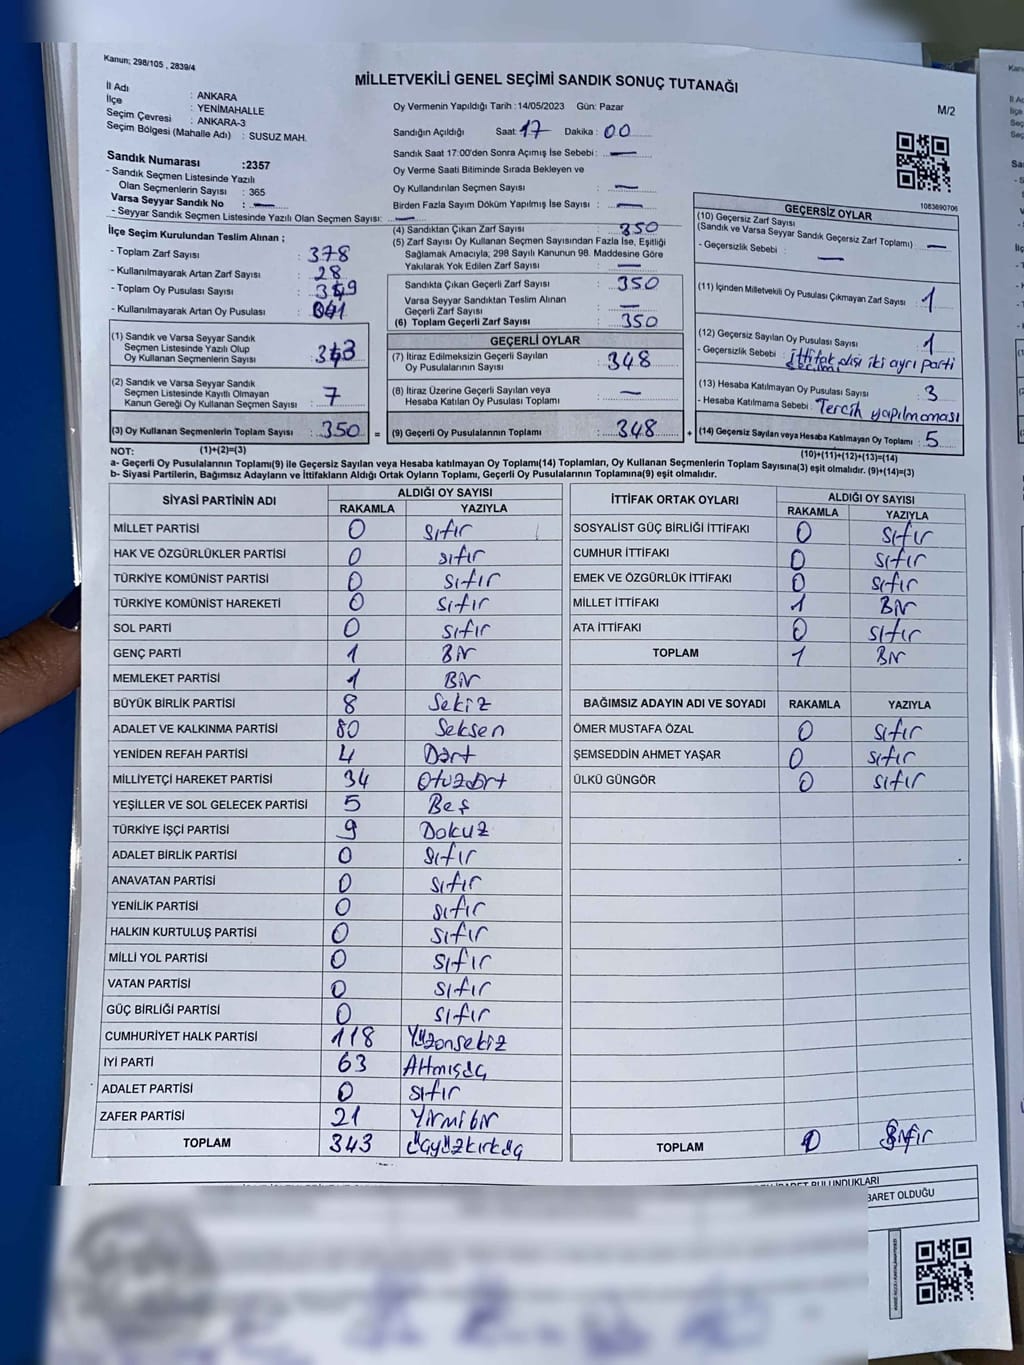 Kanun; 298/105 , 2839/4
MİLLETVEKİLİ GENEL SEÇİMİ SANDIK SONUÇ TUTANAĞI
M/2
İl Adı : ANKARA
İlçe : YENİMAHALLE
Seçim Çevresi : ANKARA-3
Seçim Bölgesi (Mahalle Adı) : SUSUZ MAH.
Sandık Numarası :2357
- Sandık Seçmen Listesinde Yazılı
Olan Seçmenlerin Sayısı : 365
Varsa Seyyar Sandık No : —
- Seyyar Sandık Seçmen Listesinde Yazılı Olan Seçmen Sayısı: —
Oy Vermenin Yapıldığı Tarih : 14/05/2023 Gün: Pazar
Sandığın Açıldığı Saat: 17 Dakika : 00
Sandık Saat 17:00'den Sonra Açımış İse Sebebi : —
Oy Verme Saati Bitiminde Sırada Bekleyen ve
Oy Kullandırılan Seçmen Sayısı : —
Birden Fazla Sayım Döküm Yapılmış İse Sayısı : —
1083690706
İlçe Seçim Kurulundan Teslim Alınan ;
- Toplam Zarf Sayısı : 378
- Kullanılmayarak Artan Zarf Sayısı : 28
- Toplam Oy Pusulası Sayısı :
- Kullanılmayarak Artan Oy Pusulası :
(1) Sandık ve Varsa Seyyar Sandık
Seçmen Listesinde Yazılı Olup
Oy Kullanan Seçmenlerin Sayısı : 343
(2) Sandık ve Varsa Seyyar Sandık
Seçmen Listesinde Kayıtlı Olmayan
Kanun Gereği Oy Kullanan Seçmen Sayısı : 7
(3) Oy Kullanan Seçmenlerin Toplam Sayısı : 350 =
(4) Sandıktan Çıkan Zarf Sayısı : 350
(5) Zarf Sayısı Oy Kullanan Seçmen Sayısından Fazla İse, Eşitliği
Sağlamak Amacıyla; 298 Sayılı Kanunun 98. Maddesine Göre
Yakılarak Yok Edilen Zarf Sayısı : —
Sandıkta Çıkan Geçerli Zarf Sayısı : 350
Varsa Seyyar Sandıktan Teslim Alınan
Geçerli Zarf Sayısı : —
(6) Toplam Geçerli Zarf Sayısı : 350
GEÇERLİ OYLAR
(7) İtiraz Edilmeksizin Geçerli Sayılan
Oy Pusulalarının Sayısı : 348
(8) İtiraz Üzerine Geçerli Sayılan veya
Hesaba Katılan Oy Pusulası Toplamı : —
(9) Geçerli Oy Pusulalarının Toplamı : 348 +
GEÇERSİZ OYLAR
(10) Geçersiz Zarf Sayısı
(Sandık ve Varsa Seyyar Sandık Geçersiz Zarf Toplamı) : —
- Geçersizlik Sebebi : —
(11) İçinden Milletvekili Oy Pusulası Çıkmayan Zarf Sayısı : 1
(12) Geçersiz Sayılan Oy Pusulası Sayısı : 1
- Geçersizlik Sebebi : ittifak dışı iki ayrı parti
seçimi
(13) Hesaba Katılmayan Oy Pusulası Sayısı : 3
- Hesaba Katılmama Sebebi : Tercih yapılmaması
(14) Geçersiz Sayılan veya Hesaba Katılmayan Oy Toplamı : 5
NOT: (1)+(2)=(3)
(10)+(11)+(12)+(13)=(14)
a- Geçerli Oy Pusulalarının Toplamı(9) ile Geçersiz Sayılan veya Hesaba katılmayan Oy Toplamı(14) Toplamları, Oy Kullanan Seçmenlerin Toplam Sayısına(3) eşit olmalıdır. (9)+(14)=(3)
b- Siyasi Partilerin, Bağımsız Adayların ve İttifakların Aldığı Ortak Oyların Toplamı, Geçerli Oy Pusulalarının Toplamına(9) eşit olmalıdır.
SİYASİ PARTİNİN ADI ALDIĞI OY SAYISI
RAKAMLA YAZIYLA
MİLLET PARTİSİ 0 sıfır
HAK VE ÖZGÜRLÜKLER PARTİSİ 0 sıfır
TÜRKİYE KOMÜNİST PARTİSİ 0 sıfır
TÜRKİYE KOMÜNİST HAREKETİ 0 sıfır
SOL PARTİ 0 sıfır
GENÇ PARTİ 1 Bir
MEMLEKET PARTİSİ 1 Bir
BÜYÜK BİRLİK PARTİSİ 8 Sekiz
ADALET VE KALKINMA PARTİSİ 80 Seksen
YENİDEN REFAH PARTİSİ 4 Dört
MİLLİYETÇİ HAREKET PARTİSİ 34 Otuzdört
YEŞİLLER VE SOL GELECEK PARTİSİ 5 Beş
TÜRKİYE İŞÇİ PARTİSİ 9 Dokuz
ADALET BİRLİK PARTİSİ 0 sıfır
ANAVATAN PARTİSİ 0 sıfır
YENİLİK PARTİSİ 0 sıfır
HALKIN KURTULUŞ PARTİSİ 0 sıfır
MİLLİ YOL PARTİSİ 0 sıfır
VATAN PARTİSİ 0 sıfır
GÜÇ BİRLİĞİ PARTİSİ 0 sıfır
CUMHURİYET HALK PARTİSİ 118 Yüzonsekiz
İYİ PARTİ 63 Altmışüç
ADALET PARTİSİ 0 sıfır
ZAFER PARTİSİ 21 Yirmibir
TOPLAM 343 Üçyüzkırküç
İTTİFAK ORTAK OYLARI ALDIĞI OY SAYISI
RAKAMLA YAZIYLA
SOSYALİST GÜÇ BİRLİĞİ İTTİFAKI 0 sıfır
CUMHUR İTTİFAKI 0 sıfır
EMEK VE ÖZGÜRLÜK İTTİFAKI 0 sıfır
MİLLET İTTİFAKI 1 Bir
ATA İTTİFAKI 0 sıfır
TOPLAM 1 Bir
BAĞIMSIZ ADAYIN ADI VE SOYADI RAKAMLA YAZIYLA
ÖMER MUSTAFA ÖZAL 0 sıfır
ŞEMSEDDİN AHMET YAŞAR 0 sıfır
ÜLKÜ GÜNGÖR 0 sıfır
TOPLAM 0 Sıfır
BULUNDUKLARI
BARET OLDUĞU